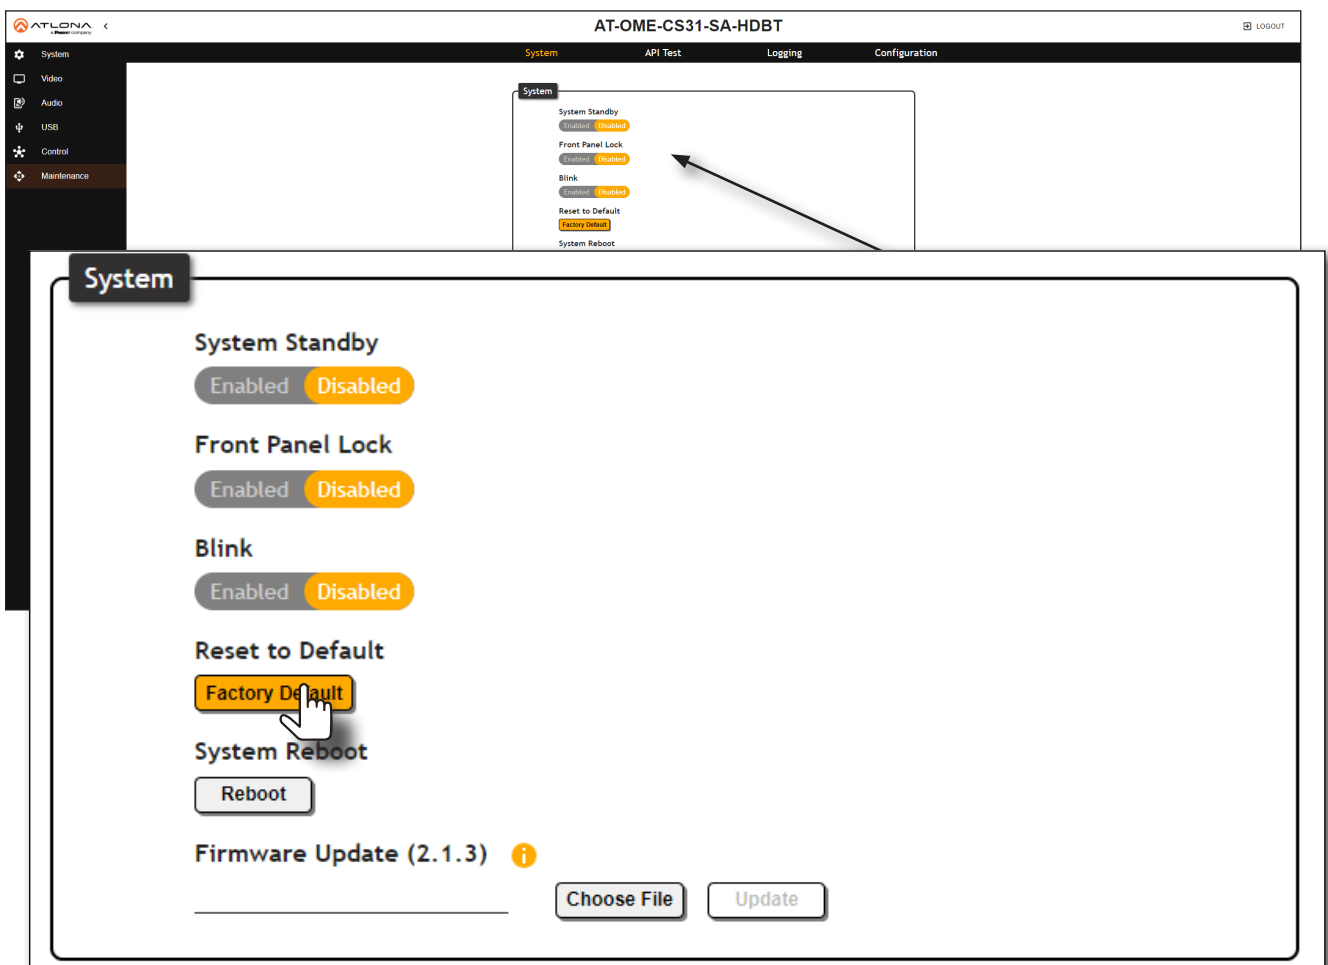 ATLONA
AT-OME-CS31-SA-HDBT
LOGOUT
System
Video
Audio
USB
Control
Maintenance
System API Test Logging Configuration
System
System Standby
Enabled Disabled
Front Panel Lock
Enabled Disabled
Blink
Enabled Disabled
Reset to Default
Factory Default
System Reboot
System
System Standby
Enabled Disabled
Front Panel Lock
Enabled Disabled
Blink
Enabled Disabled
Reset to Default
Factory Default
System Reboot
Reboot
Firmware Update (2.1.3) i
Choose File Update